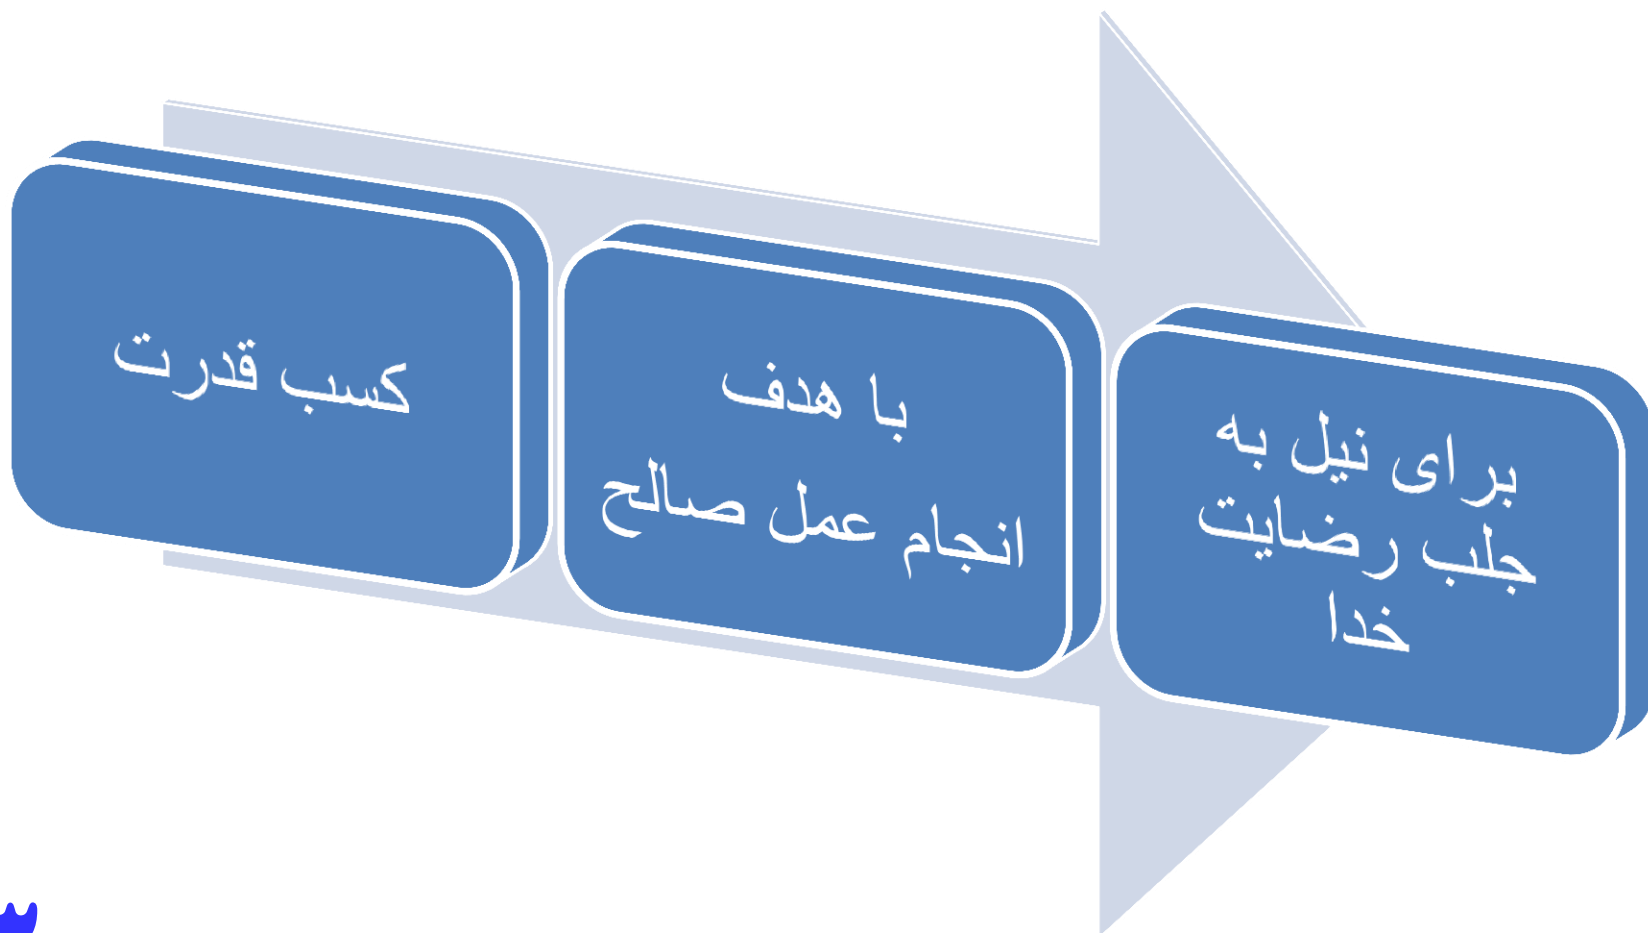 کسب قدرت
با هدف
انجام عمل صالح
برای نیل به
جلب رضایت
خدا